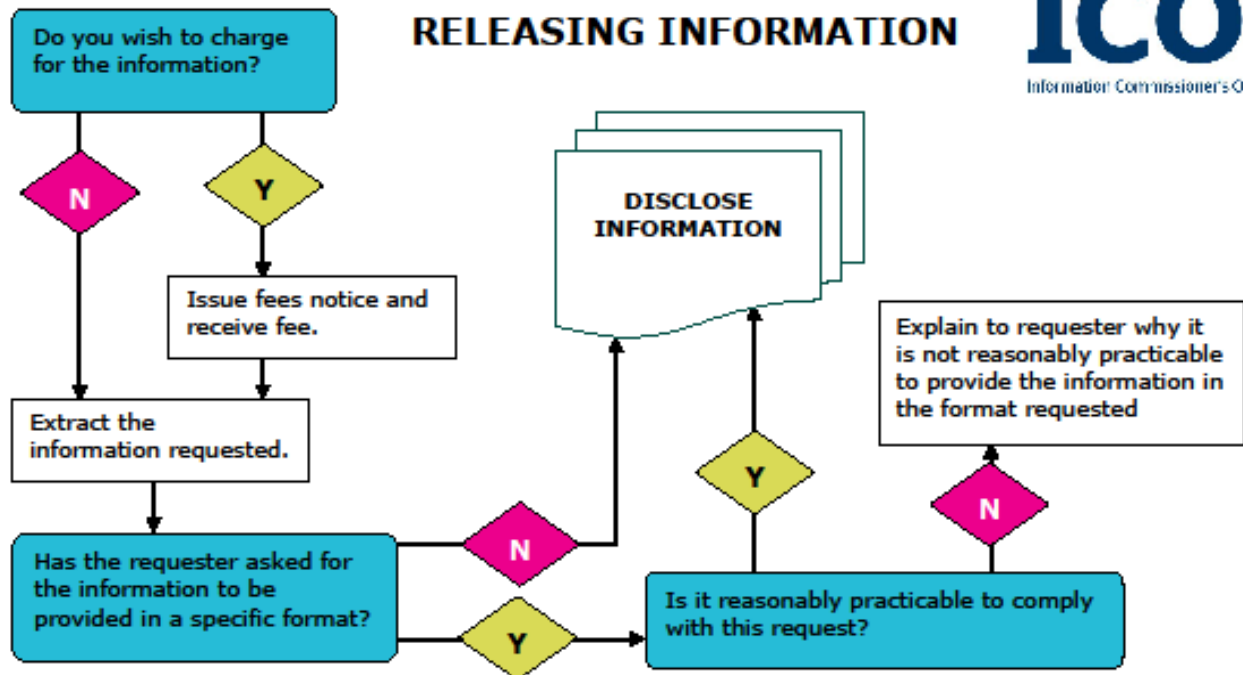 RELEASING INFORMATION
ico
Information Commissioner's O
Do you wish to charge
for the information?
N
Y
Issue fees notice and
receive fee.
Extract the
information requested.
DISCLOSE
INFORMATION
Explain to requester why it
is not reasonably practicable
to provide the information in
the format requested
Y
N
Has the requester asked for
the information to be
provided in a specific format?
N
Y
Is it reasonably practicable to comply
with this request?